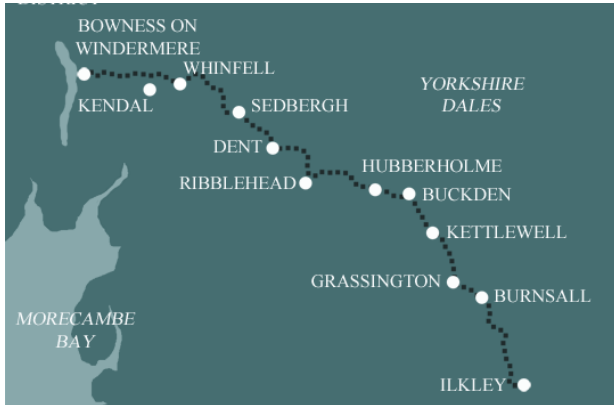 BOWNESS ON
WINDERMERE
WHINFELL
KENDAL
SEDBERGH
YORKSHIRE
DALES
DENT
HUBBERHOLME
RIBBLEHEAD
BUCKDEN
KETTLEWELL
GRASSINGTON
BURNSALL
MORECAMBE
BAY
ILKLEY